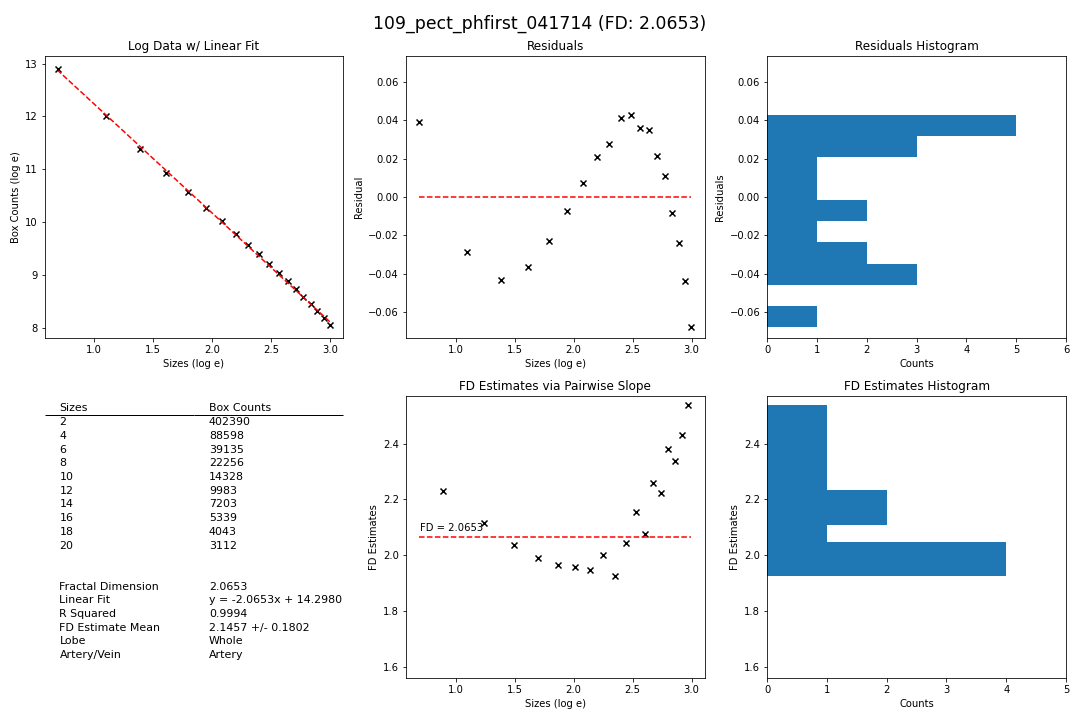 109_pect_phfirst_041714 (FD: 2.0653)
Log Data w/ Linear Fit
13
12
11
10
9
8
Box Counts (log e)
1.0 1.5 2.0 2.5 3.0
Sizes (log e)
Residuals
0.06
0.04
0.02
0.00
−0.02
−0.04
−0.06
Residual
1.0 1.5 2.0 2.5 3.0
Sizes (log e)
Residuals Histogram
0.06
0.04
0.02
0.00
−0.02
−0.04
−0.06
Residuals
0 1 2 3 4 5 6
Counts
Sizes Box Counts
2 402390
4 88598
6 39135
8 22256
10 14328
12 9983
14 7203
16 5339
18 4043
20 3112
Fractal Dimension 2.0653
Linear Fit y = -2.0653x + 14.2980
R Squared 0.9994
FD Estimate Mean 2.1457 +/- 0.1802
Lobe Whole
Artery/Vein Artery
FD Estimates via Pairwise Slope
2.4
2.2
2.0
1.8
1.6
FD Estimates
FD = 2.0653
1.0 1.5 2.0 2.5 3.0
Sizes (log e)
FD Estimates Histogram
2.4
2.2
2.0
1.8
1.6
FD Estimates
0 1 2 3 4 5
Counts